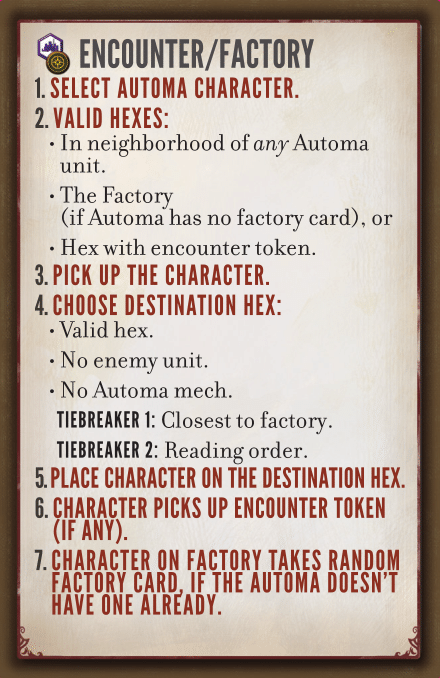 ENCOUNTER/FACTORY
1. SELECT AUTOMA CHARACTER.
2. VALID HEXES:
• In neighborhood of any Automa
unit.
• The Factory
(if Automa has no factory card), or
• Hex with encounter token.
3. PICK UP THE CHARACTER.
4. CHOOSE DESTINATION HEX:
• Valid hex.
• No enemy unit.
• No Automa mech.
TIEBREAKER 1: Closest to factory.
TIEBREAKER 2: Reading order.
5. PLACE CHARACTER ON THE DESTINATION HEX.
6. CHARACTER PICKS UP ENCOUNTER TOKEN
(IF ANY).
7. CHARACTER ON FACTORY TAKES RANDOM
FACTORY CARD, IF THE AUTOMA DOESN'T
HAVE ONE ALREADY.